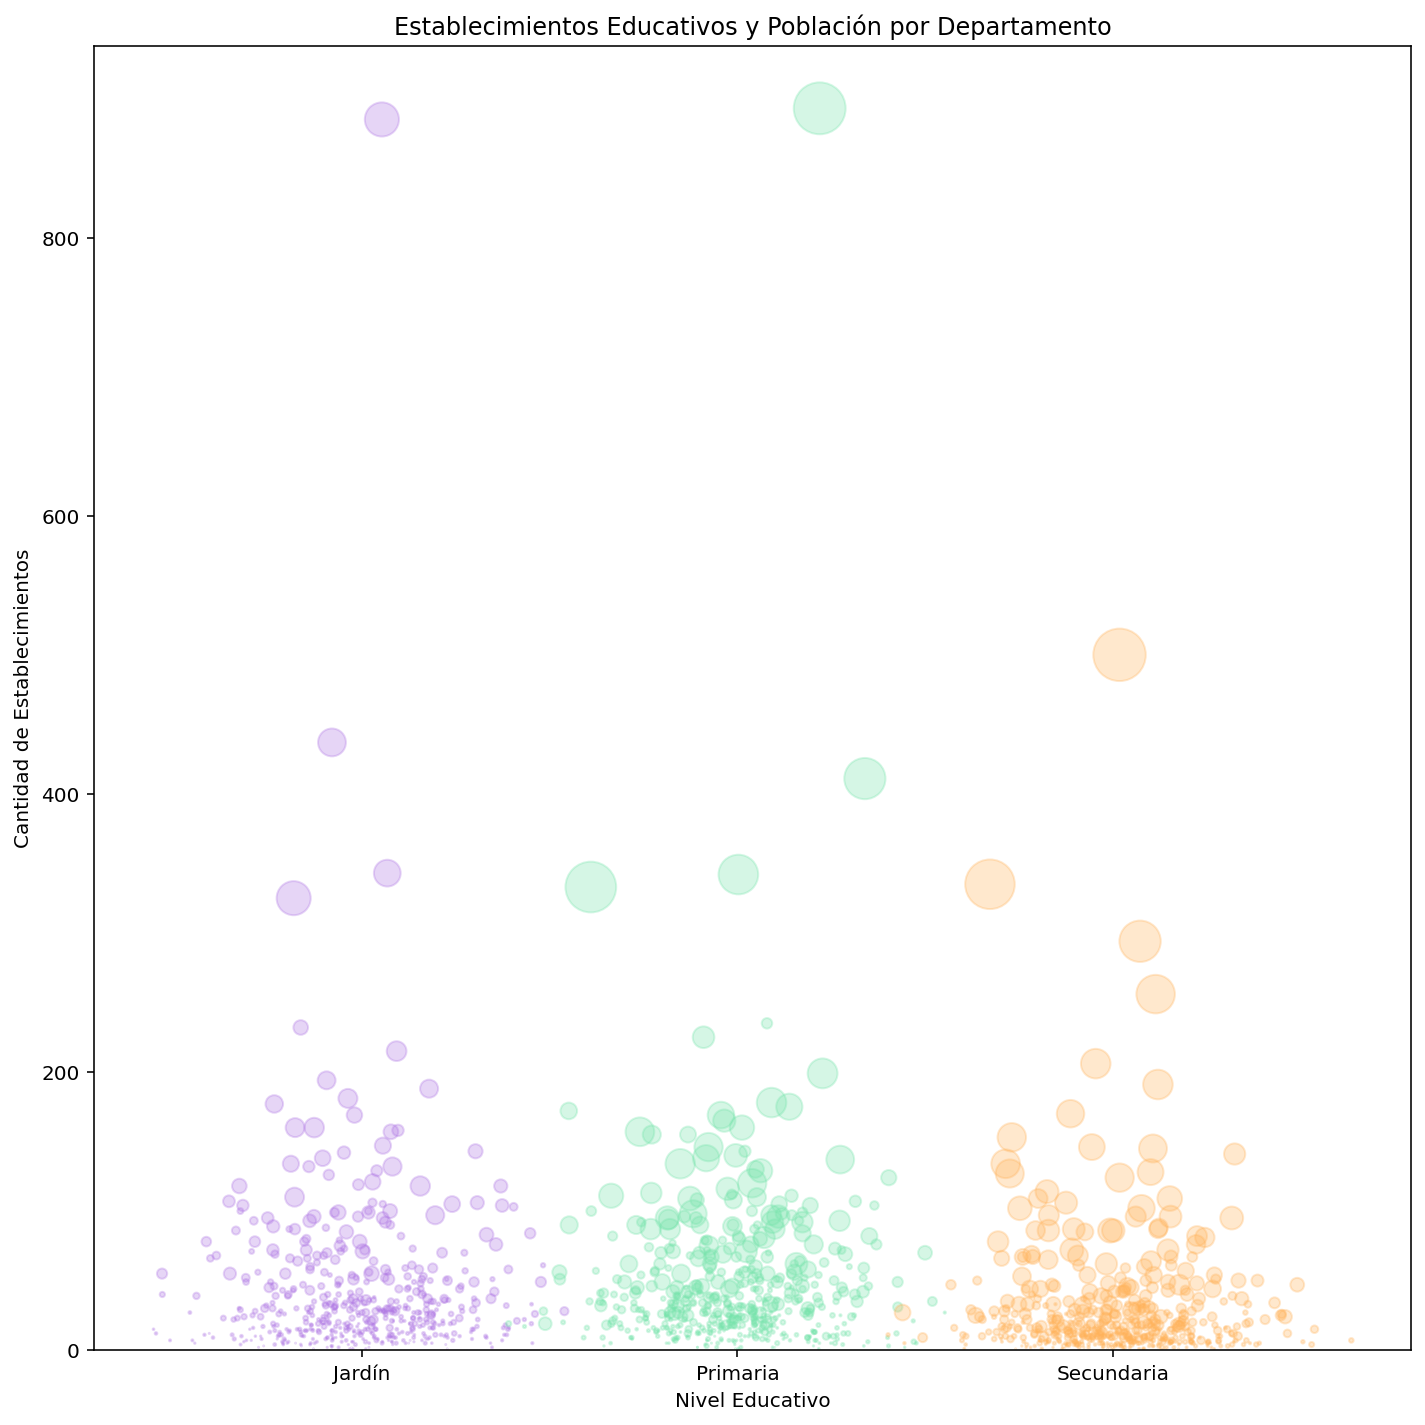 Establecimientos Educativos y Población por Departamento
Cantidad de Establecimientos
800
600
400
200
0
Jardín
Primaria
Secundaria
Nivel Educativo